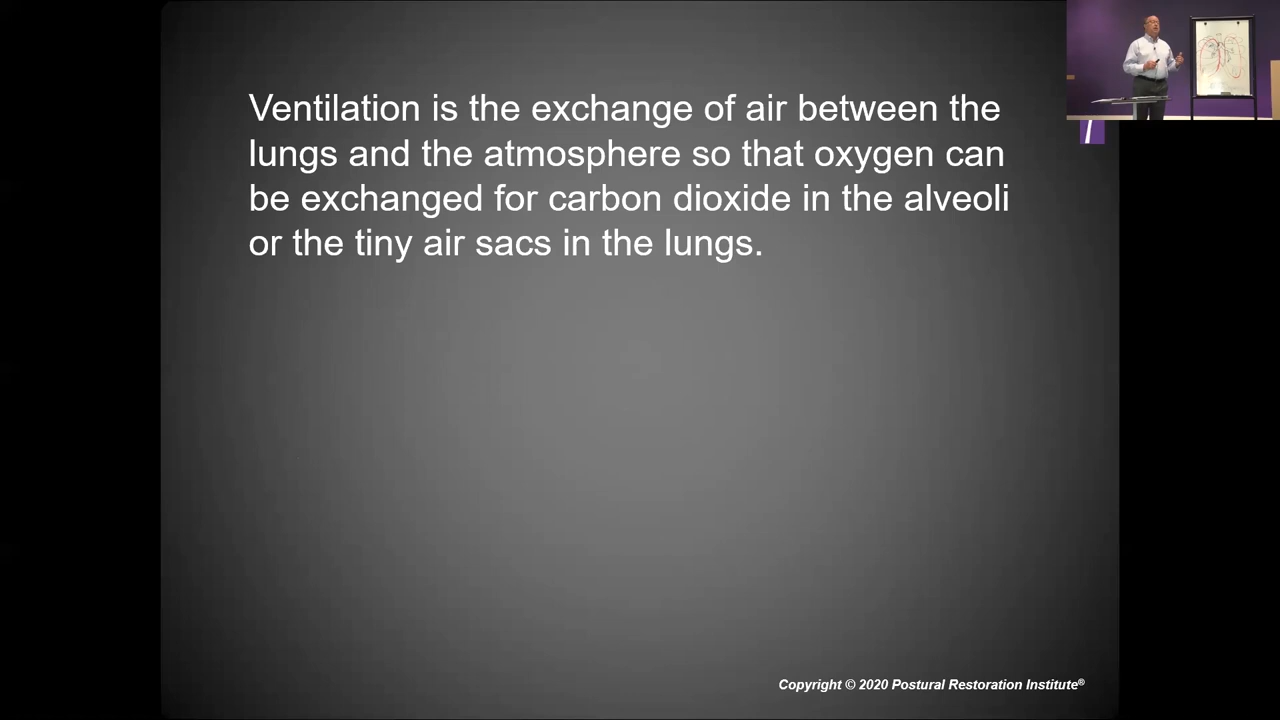 Ventilation is the exchange of air between the
lungs and the atmosphere so that oxygen can
be exchanged for carbon dioxide in the alveoli
or the tiny air sacs in the lungs.
Copyright © 2020 Postural Restoration Institute®